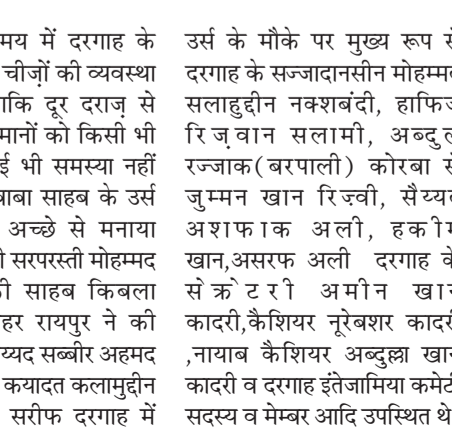 मय में दरगाह के
चीज़ों की व्यवस्था
ाकि दूर दराज़ से
मानों को किसी भी
ई भी समस्या नहीं
बाबा साहब के उर्स
अच्छे से मनाया
ी सरपरस्ती मोहम्मद
ी साहब किबला
हर रायपुर ने की
य्यद सब्बीर अहमद
कयादत कलामुद्दीन
सरीफ दरगाह में
उर्स के मौके पर मुख्य रूप से
दरगाह के सज्जादानसीन मोहम्मद
सलाहुद्दीन नक्शबंदी, हाफिज
रिज़वान सलामी, अब्दुल
रज्जाक(बरपाली) कोरबा से
जुम्मन खान रिज्वी, सैय्यद
अशफाक अली, हकीम
खान,असरफ अली दरगाह के
सेक्रेटरी अमीन खान
कादरी,कैशियर नूरेबशर कादरी
,नायाब कैशियर अब्दुल्ला खान
कादरी व दरगाह इंतेजामिया कमेटी
सदस्य व मेम्बर आदि उपस्थित थे